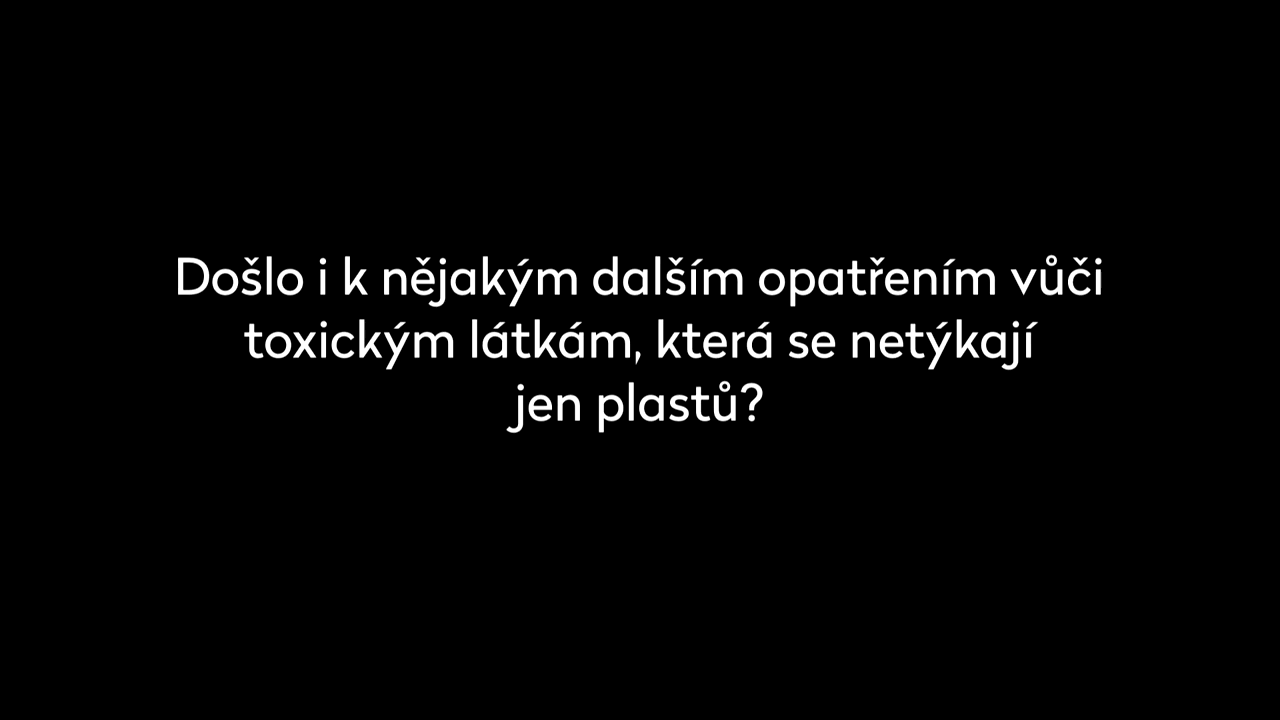 Došlo i k nějakým dalším opatřením vůči
toxickým látkám, která se netýkají
jen plastů?